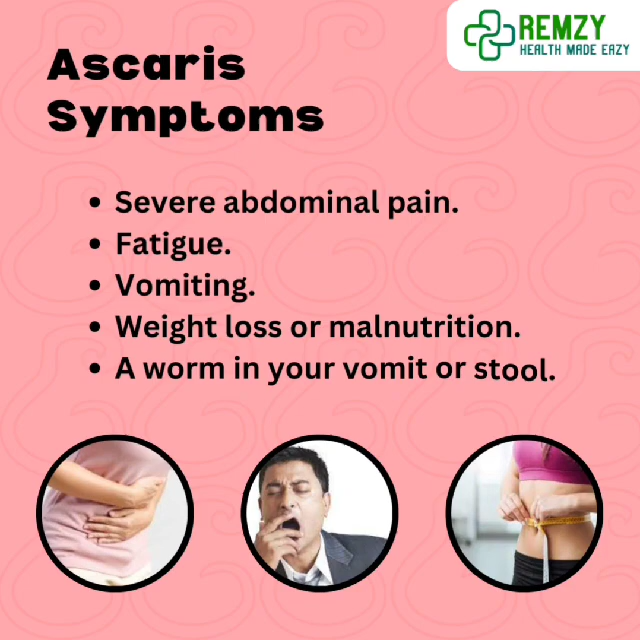 REMZY
HEALTH MADE EAZY
Ascaris
Symptoms
• Severe abdominal pain.
• Fatigue.
• Vomiting.
• Weight loss or malnutrition.
• A worm in your vomit or stool.